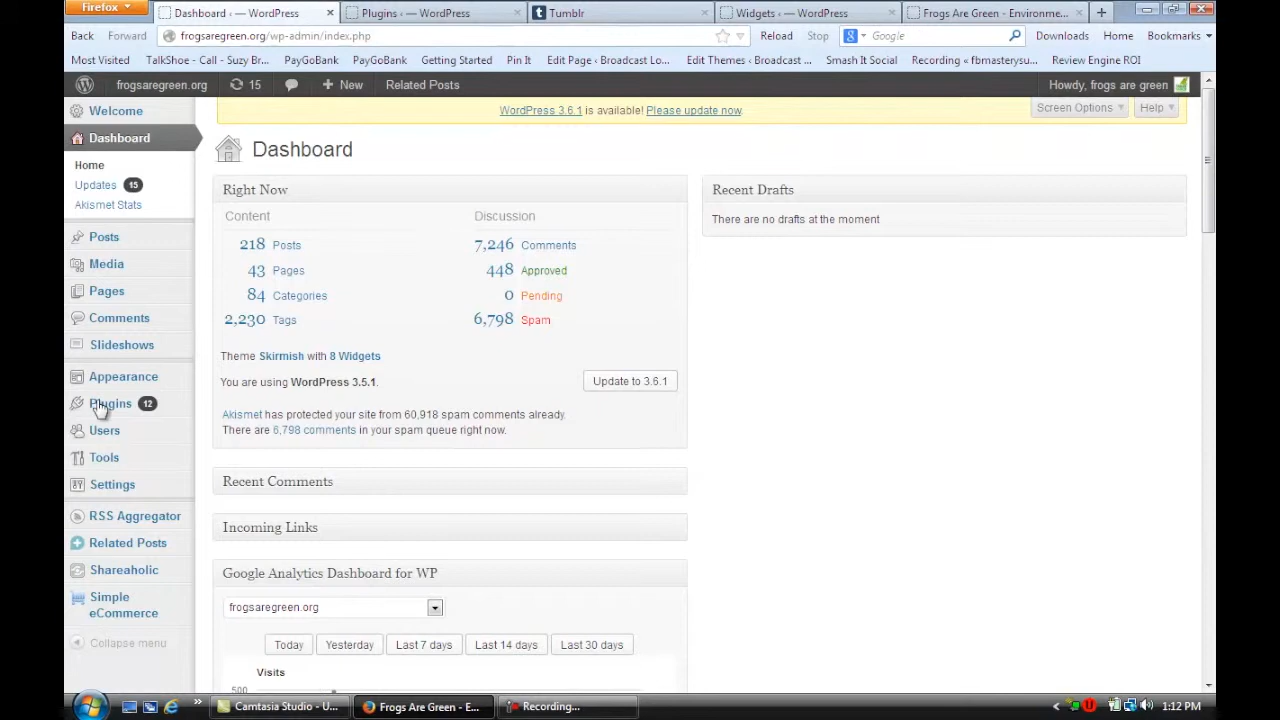 Firefox
Dashboard ‹ — WordPress
Plugins ‹ — WordPress
Tumblr
Widgets ‹ — WordPress
Frogs Are Green - Environme...
Back
Forward
frogsaregreen.org/wp-admin/index.php
Google
Reload
Stop
Downloads
Home
Bookmarks
Most Visited
TalkShoe - Call - Suzy Br...
PayGoBank
PayGoBank
Getting Started
Pin It
Edit Page ‹ Broadcast Lo...
Edit Themes ‹ Broadcast ...
Smash It Social
Recording « fbmasterysu...
Review Engine ROI
frogsaregreen.org
15
+ New
Related Posts
Howdy, frogs are green
Welcome
WordPress 3.6.1 is available! Please update now.
Screen Options
Help
Dashboard
Home
Updates 15
Akismet Stats
Posts
Media
Pages
Comments
Slideshows
Appearance
Plugins 12
Users
Tools
Settings
RSS Aggregator
Related Posts
Shareaholic
Simple
eCommerce
Collapse menu
Dashboard
Right Now
Content
Discussion
218 Posts
7,246 Comments
43 Pages
448 Approved
84 Categories
0 Pending
2,230 Tags
6,798 Spam
Theme Skirmish with 8 Widgets
You are using WordPress 3.5.1.
Update to 3.6.1
Akismet has protected your site from 60,918 spam comments already.
There are 6,798 comments in your spam queue right now.
Recent Comments
Incoming Links
Google Analytics Dashboard for WP
frogsaregreen.org
Today
Yesterday
Last 7 days
Last 14 days
Last 30 days
Visits
500
Recent Drafts
There are no drafts at the moment
Camtasia Studio - U...
Frogs Are Green - E...
Recording...
1:12 PM